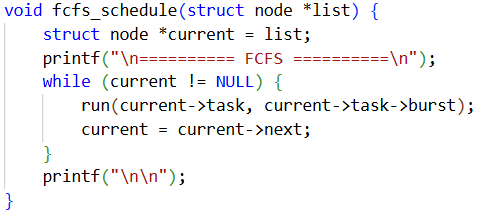 void fcfs_schedule(struct node *list) {
    struct node *current = list;
    printf("\n========== FCFS ==========\n");
    while (current != NULL) {
        run(current->task, current->task->burst);
        current = current->next;
    }
    printf("\n\n");
}